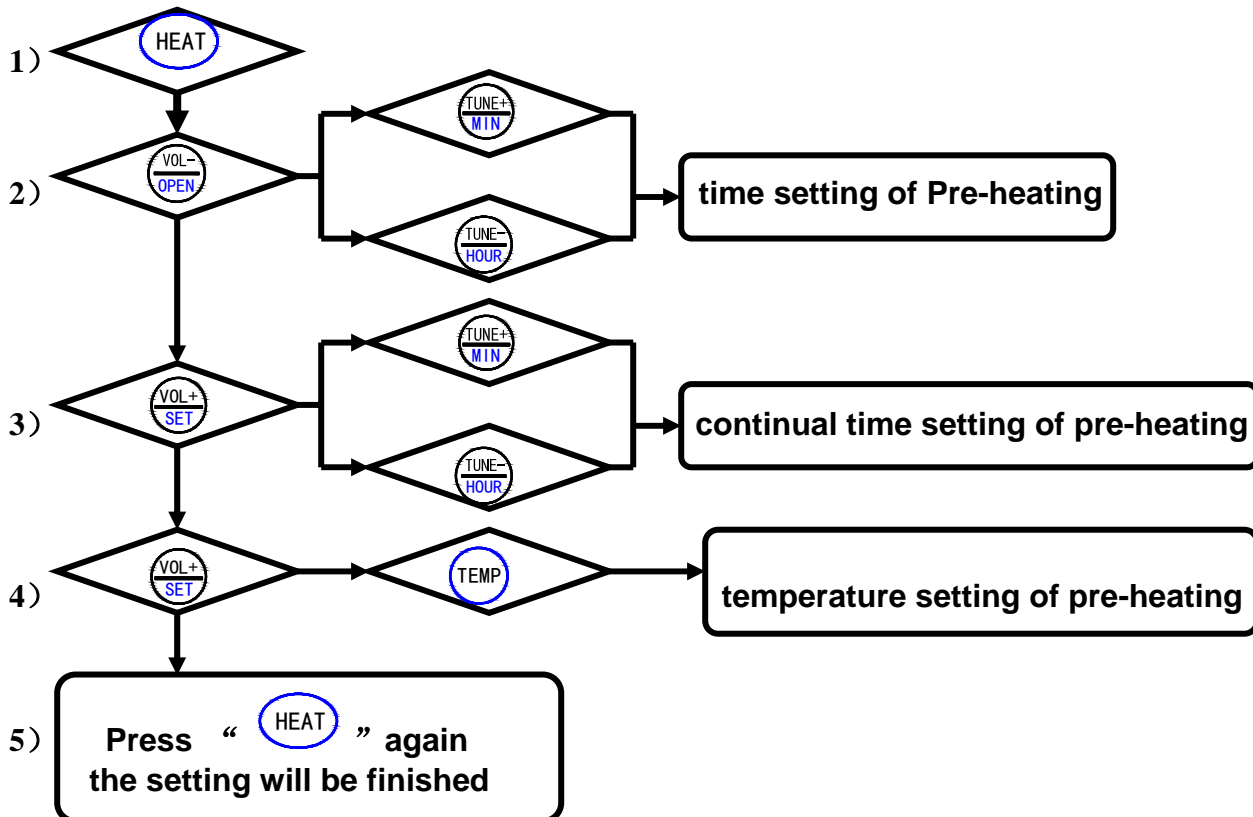 1）
HEAT
2）
VOL-
OPEN
TUNE+
MIN
TUNE-
HOUR
time setting of Pre-heating
3）
VOL+
SET
TUNE+
MIN
TUNE-
HOUR
continual time setting of pre-heating
4）
VOL+
SET
TEMP
temperature setting of pre-heating
5）
Press “ HEAT ” again
the setting will be finished